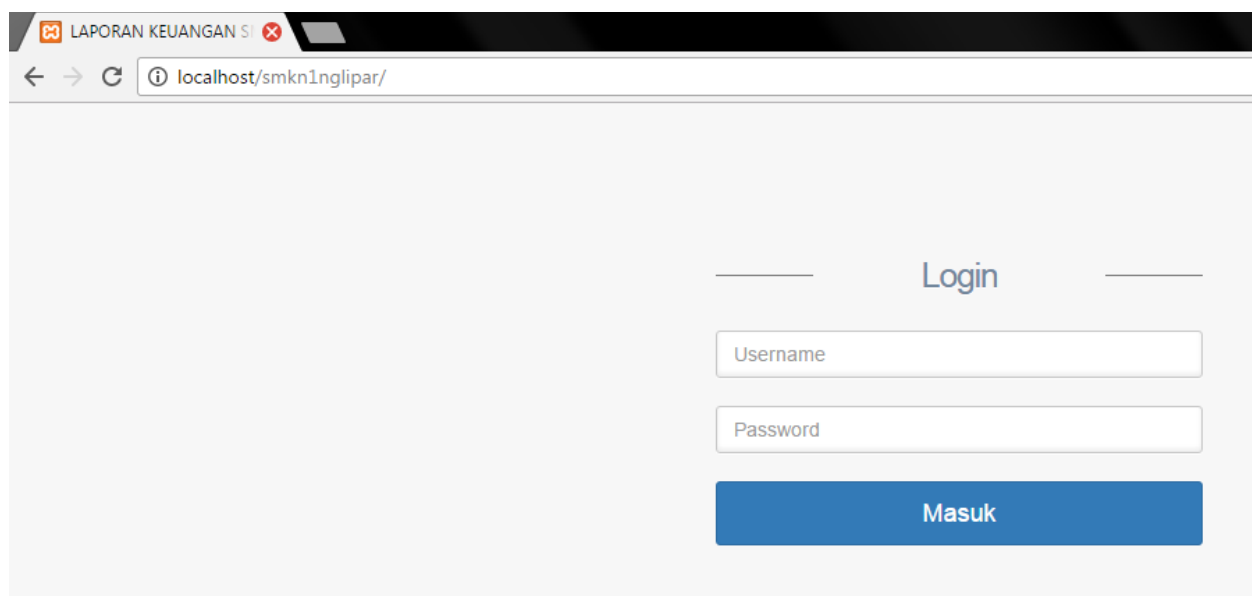 LAPORAN KEUANGAN S
localhost/smkn1nglipar/
Login
Username
Password
Masuk